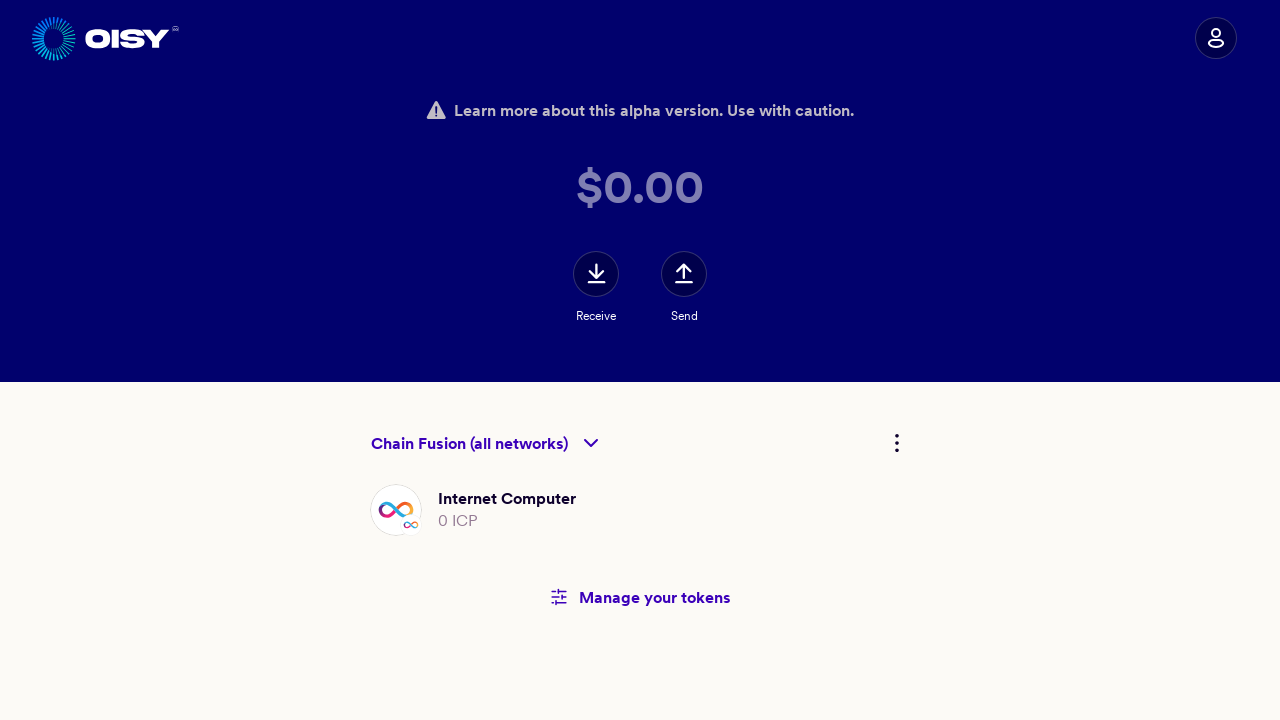 OISY
Learn more about this alpha version. Use with caution.
$0.00
Receive
Send
Chain Fusion (all networks)
Internet Computer
0 ICP
Manage your tokens